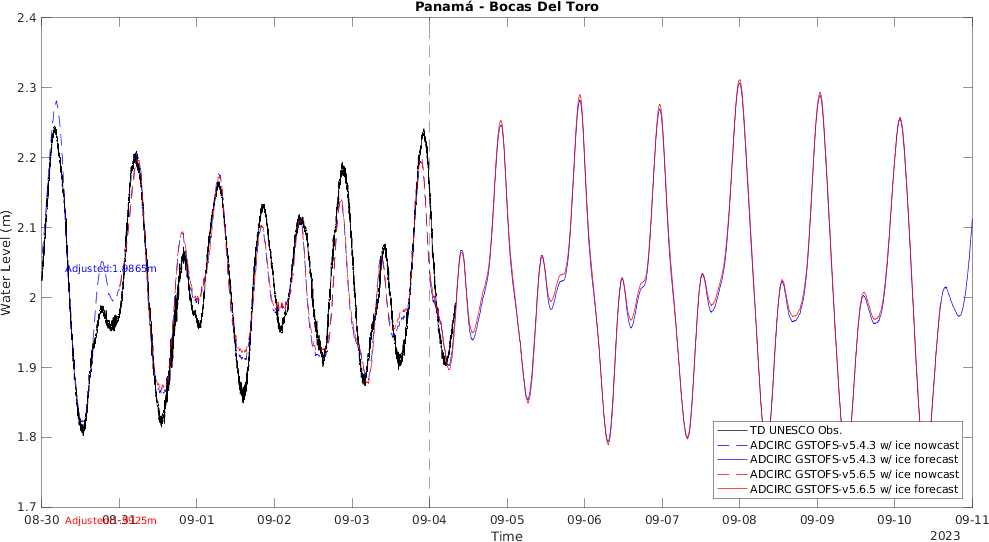 Panamá - Bocas Del Toro
Water Level (m)
2.4
2.3
2.2
2.1
2
1.9
1.8
1.7
Adjusted:1.9865m
TD UNESCO Obs.
ADCIRC GSTOFS-v5.4.3 w/ ice nowcast
ADCIRC GSTOFS-v5.4.3 w/ ice forecast
ADCIRC GSTOFS-v5.6.5 w/ ice nowcast
ADCIRC GSTOFS-v5.6.5 w/ ice forecast
08-30 08-31 09-01 09-02 09-03 09-04 09-05 09-06 09-07 09-08 09-09 09-10 09-11
Time
2023